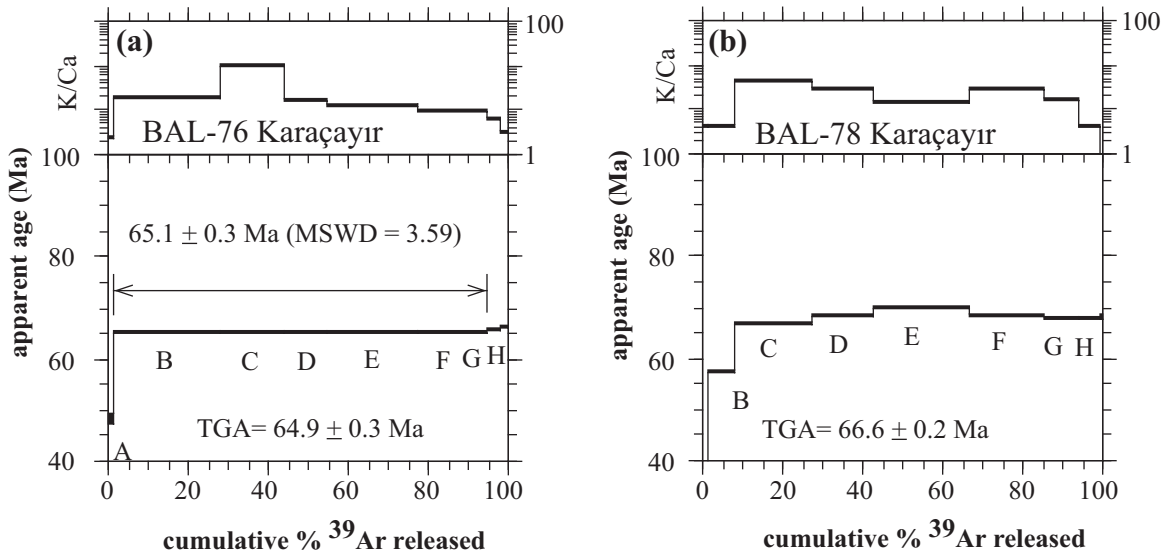 (a)
K/Ca
100
BAL-76 Karaçayır
1
100
80
60
40
apparent age (Ma)
65.1 ± 0.3 Ma (MSWD = 3.59)
B C D E F G H
A
TGA= 64.9 ± 0.3 Ma
0 20 40 60 80 100
cumulative % ³⁹Ar released
(b)
K/Ca
100
BAL-78 Karaçayır
1
100
80
60
40
apparent age (Ma)
C D E F G H
B
TGA= 66.6 ± 0.2 Ma
0 20 40 60 80 100
cumulative % ³⁹Ar released